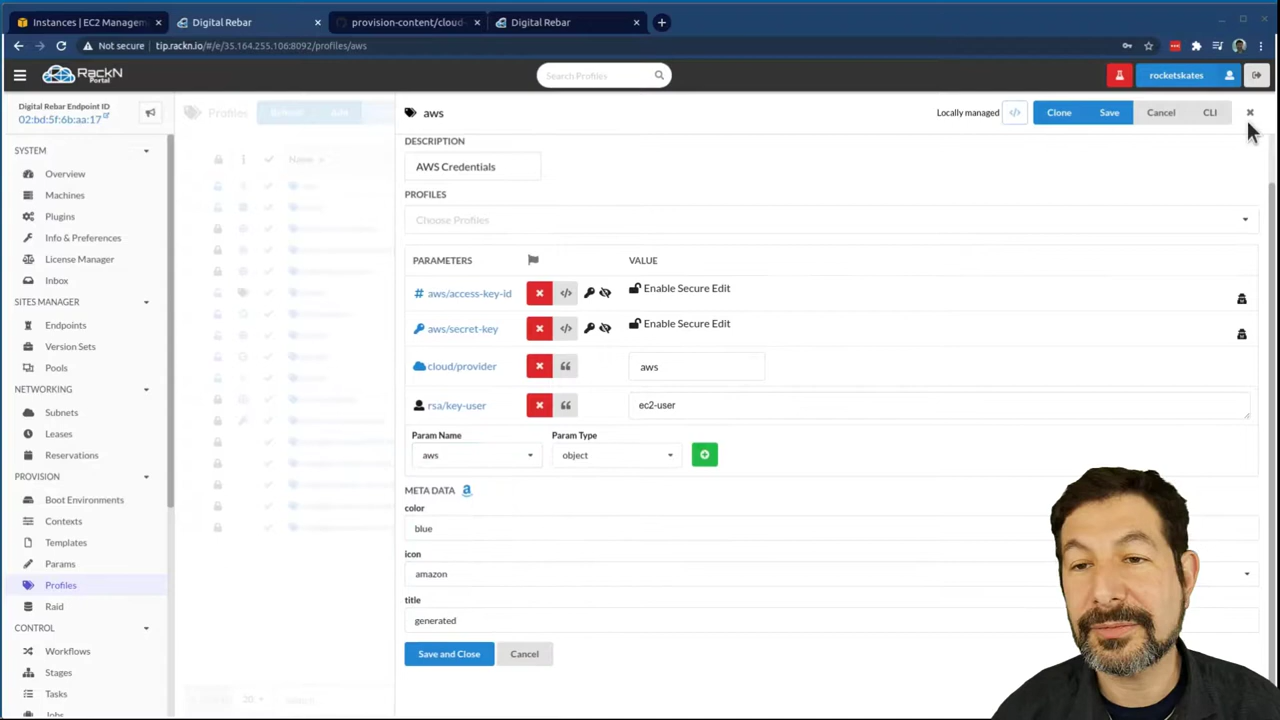 Instances | EC2 Managem
Digital Rebar
provision-content/cloud-
Digital Rebar
Not secure
tip.rackn.io/#/e/35.164.255.106:8092/profiles/aws
RackN
Portal
Search Profiles
rocketskates
Digital Rebar Endpoint ID
02:bd:5f:6b:aa:17
Profiles
Refresh
Add
aws
Locally managed
Clone
Save
Cancel
CLI
SYSTEM
Overview
Machines
Plugins
Info & Preferences
License Manager
Inbox
SITES MANAGER
Endpoints
Version Sets
Pools
NETWORKING
Subnets
Leases
Reservations
PROVISION
Boot Environments
Contexts
Templates
Params
Profiles
Raid
CONTROL
Workflows
Stages
Tasks
Jobs
Name
20
DESCRIPTION
AWS Credentials
PROFILES
Choose Profiles
PARAMETERS
VALUE
aws/access-key-id
Enable Secure Edit
aws/secret-key
Enable Secure Edit
cloud/provider
aws
rsa/key-user
ec2-user
Param Name
Param Type
aws
object
META DATA
color
blue
icon
amazon
title
generated
Save and Close
Cancel